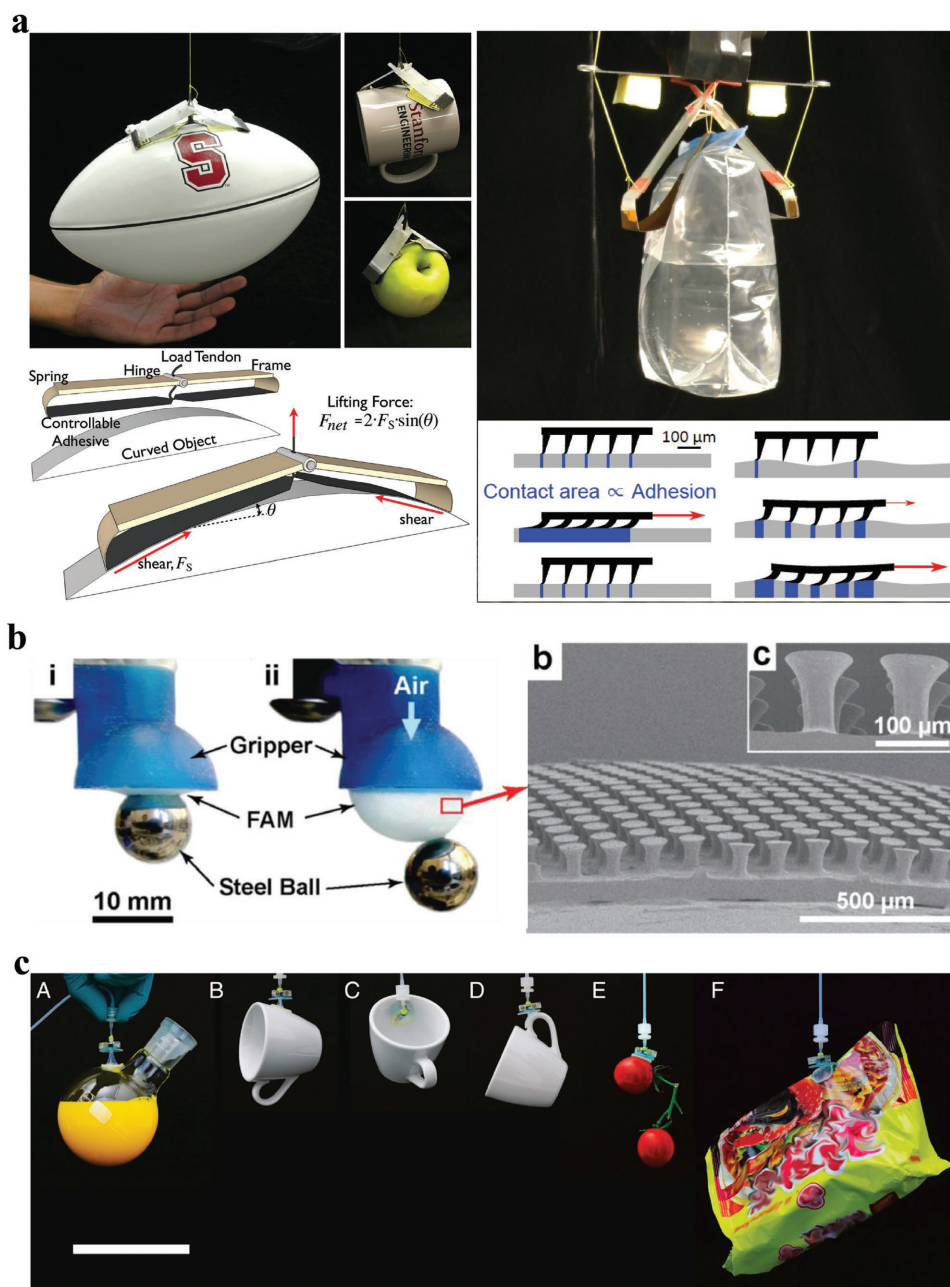 a
S
Stanford
ENGINEERING
Load Tendon
Spring
Hinge
Frame
Controllable
Adhesive
Curved Object
Lifting Force:
F_net = 2·F_S·sin(θ)
θ
shear
shear, F_S
100 μm
Contact area ∝ Adhesion
b
i
ii
Air
Gripper
FAM
Steel Ball
10 mm
b
c
100 μm
500 μm
c
A
B
C
D
E
F